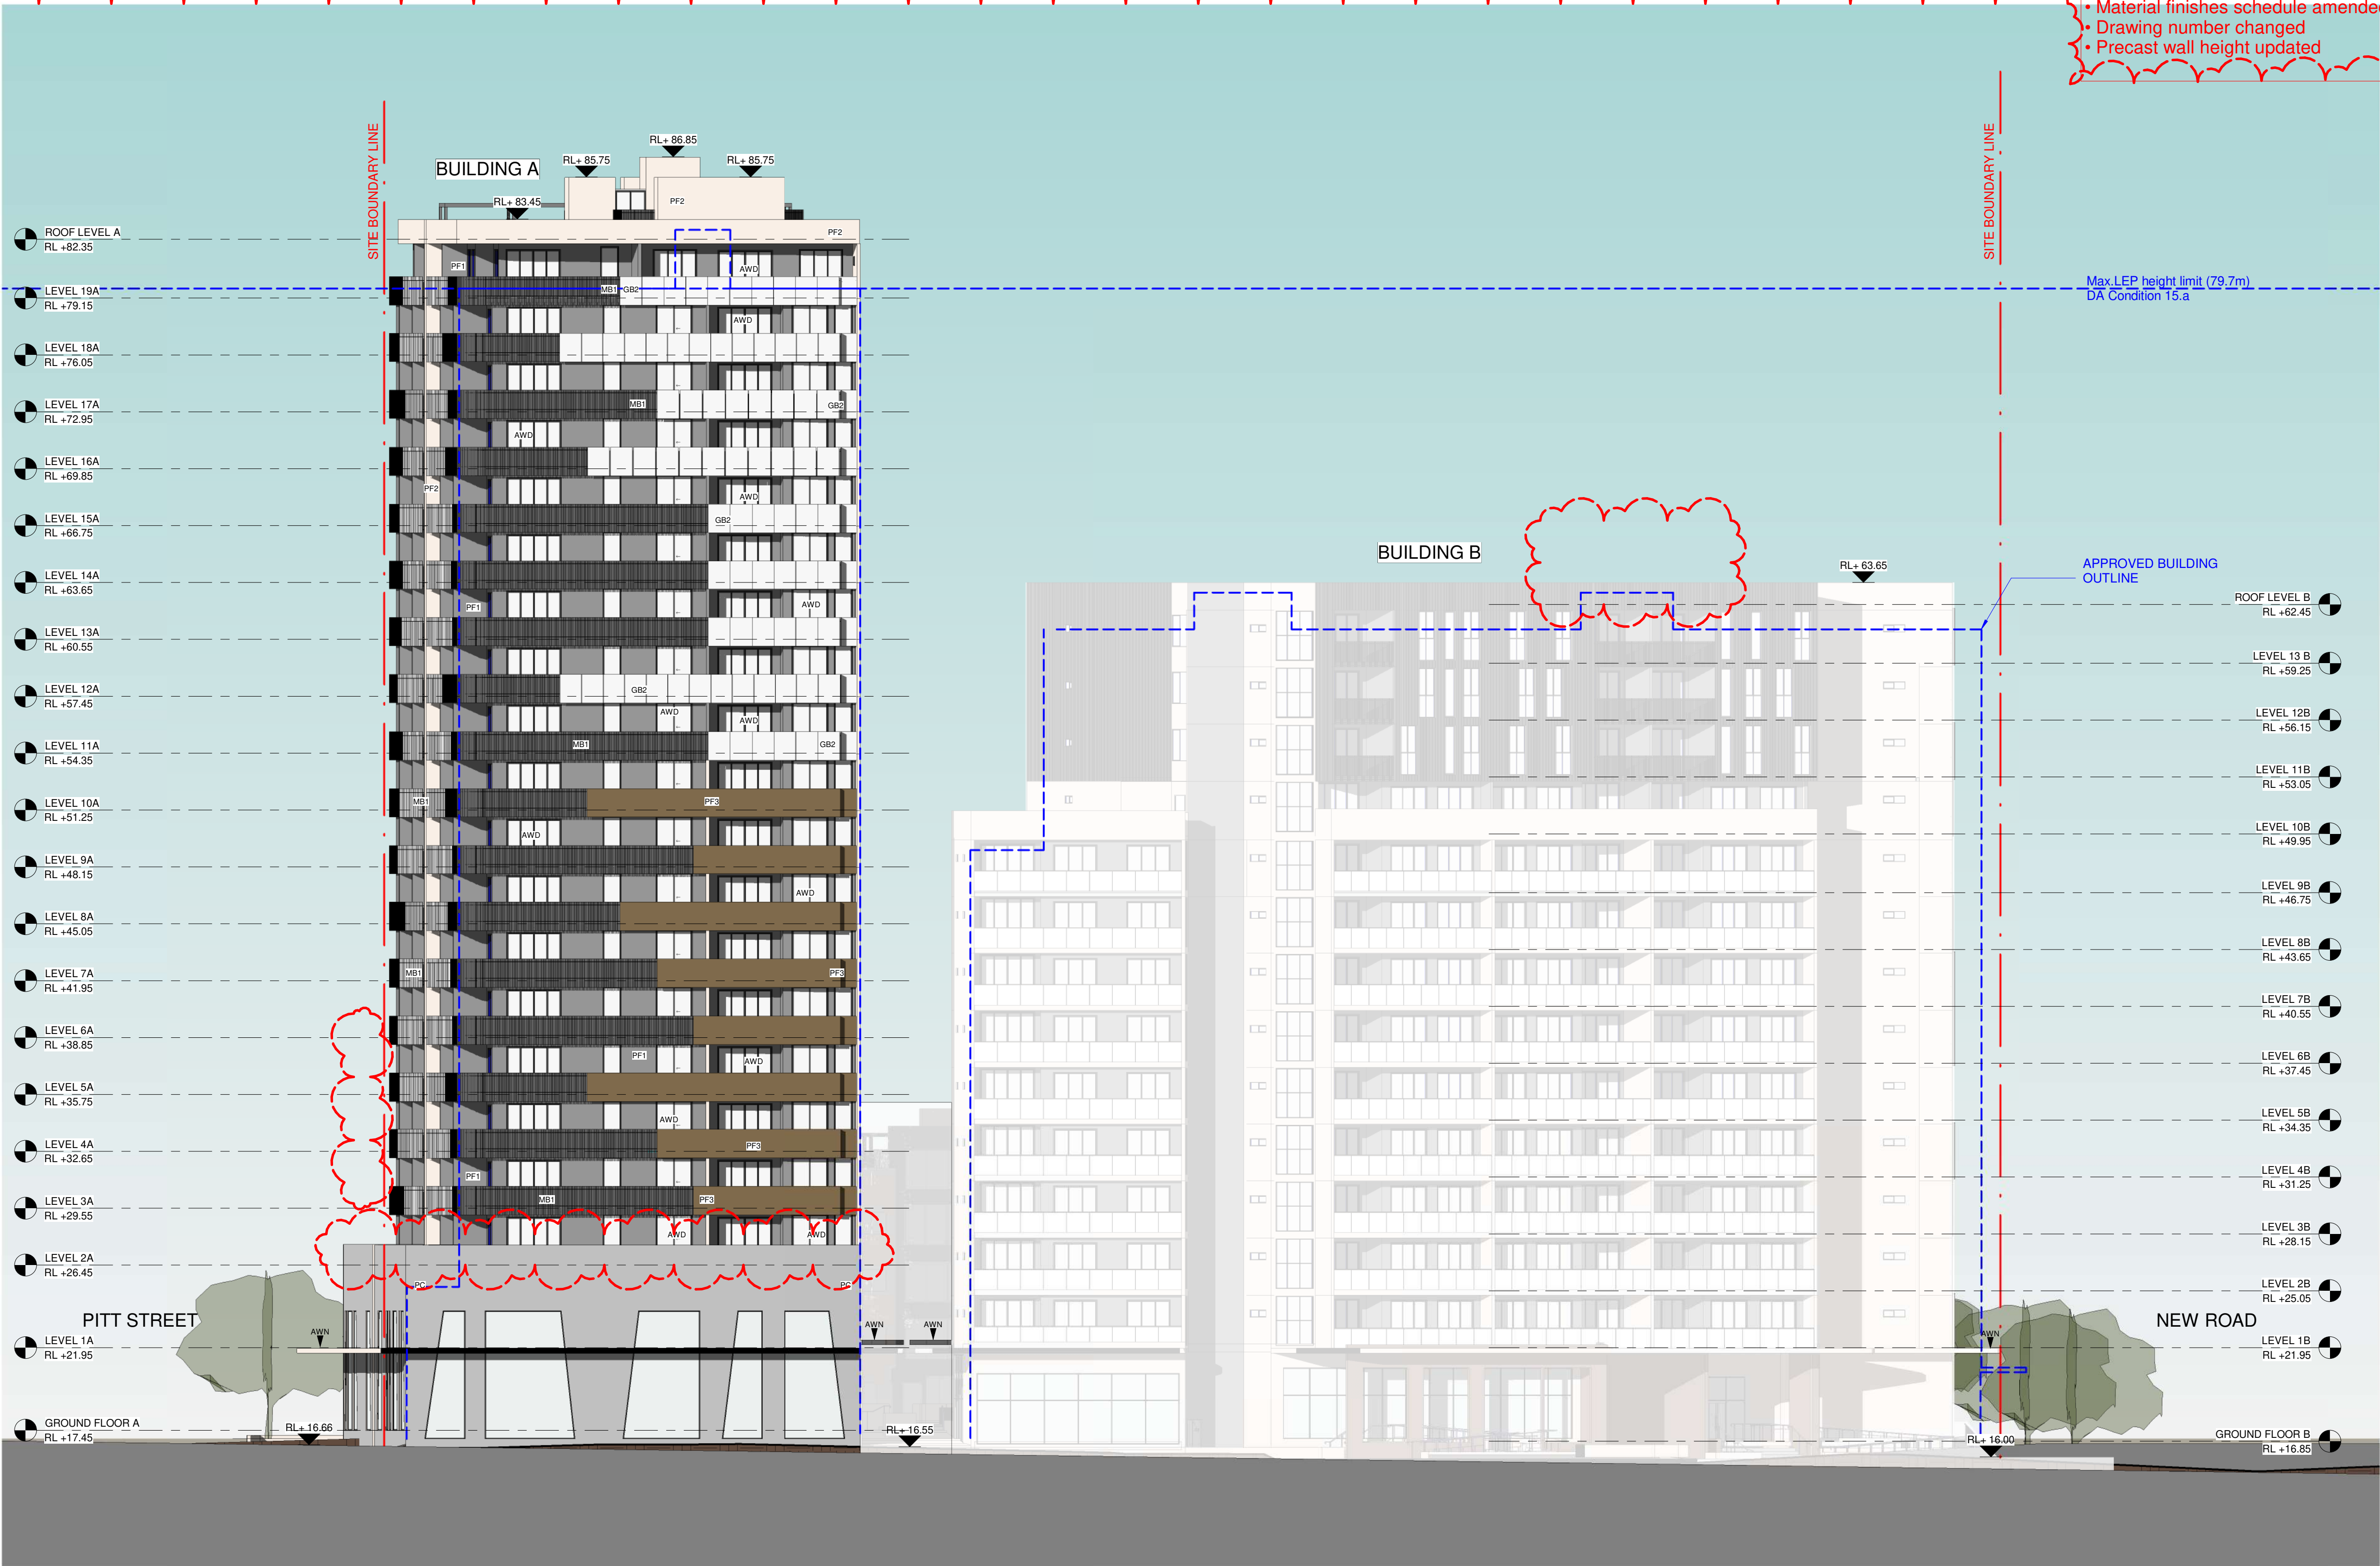 • Material finishes schedule amended
• Drawing number changed
• Precast wall height updated
SITE BOUNDARY LINE
SITE BOUNDARY LINE
BUILDING A
RL+ 86.85
RL+ 85.75
RL+ 85.75
RL+ 83.45
PF2
PF2
ROOF LEVEL A
RL +82.35
PF1
AWD
LEVEL 19A
RL +79.15
MB1
GB2
Max.LEP height limit (79.7m)
DA Condition 15.a
AWD
LEVEL 18A
RL +76.05
LEVEL 17A
RL +72.95
MB1
GB2
AWD
LEVEL 16A
RL +69.85
PF2
AWD
LEVEL 15A
RL +66.75
GB2
LEVEL 14A
RL +63.65
PF1
AWD
LEVEL 13A
RL +60.55
LEVEL 12A
RL +57.45
GB2
AWD
AWD
LEVEL 11A
RL +54.35
MB1
GB2
LEVEL 10A
RL +51.25
MB1
PF3
AWD
LEVEL 9A
RL +48.15
AWD
LEVEL 8A
RL +45.05
LEVEL 7A
RL +41.95
MB1
PF3
LEVEL 6A
RL +38.85
PF1
AWD
LEVEL 5A
RL +35.75
AWD
LEVEL 4A
RL +32.65
PF3
PF1
LEVEL 3A
RL +29.55
MB1
PF3
AWD
AWD
LEVEL 2A
RL +26.45
PC
PC
PITT STREET
AWN
AWN
AWN
LEVEL 1A
RL +21.95
GROUND FLOOR A
RL +17.45
RL+ 16.66
RL+ 16.55
BUILDING B
RL+ 63.65
APPROVED BUILDING
OUTLINE
ROOF LEVEL B
RL +62.45
LEVEL 13 B
RL +59.25
LEVEL 12B
RL +56.15
LEVEL 11B
RL +53.05
LEVEL 10B
RL +49.95
LEVEL 9B
RL +46.75
LEVEL 8B
RL +43.65
LEVEL 7B
RL +40.55
LEVEL 6B
RL +37.45
LEVEL 5B
RL +34.35
LEVEL 4B
RL +31.25
LEVEL 3B
RL +28.15
LEVEL 2B
RL +25.05
NEW ROAD
AWN
LEVEL 1B
RL +21.95
GROUND FLOOR B
RL +16.85
RL+ 16.00